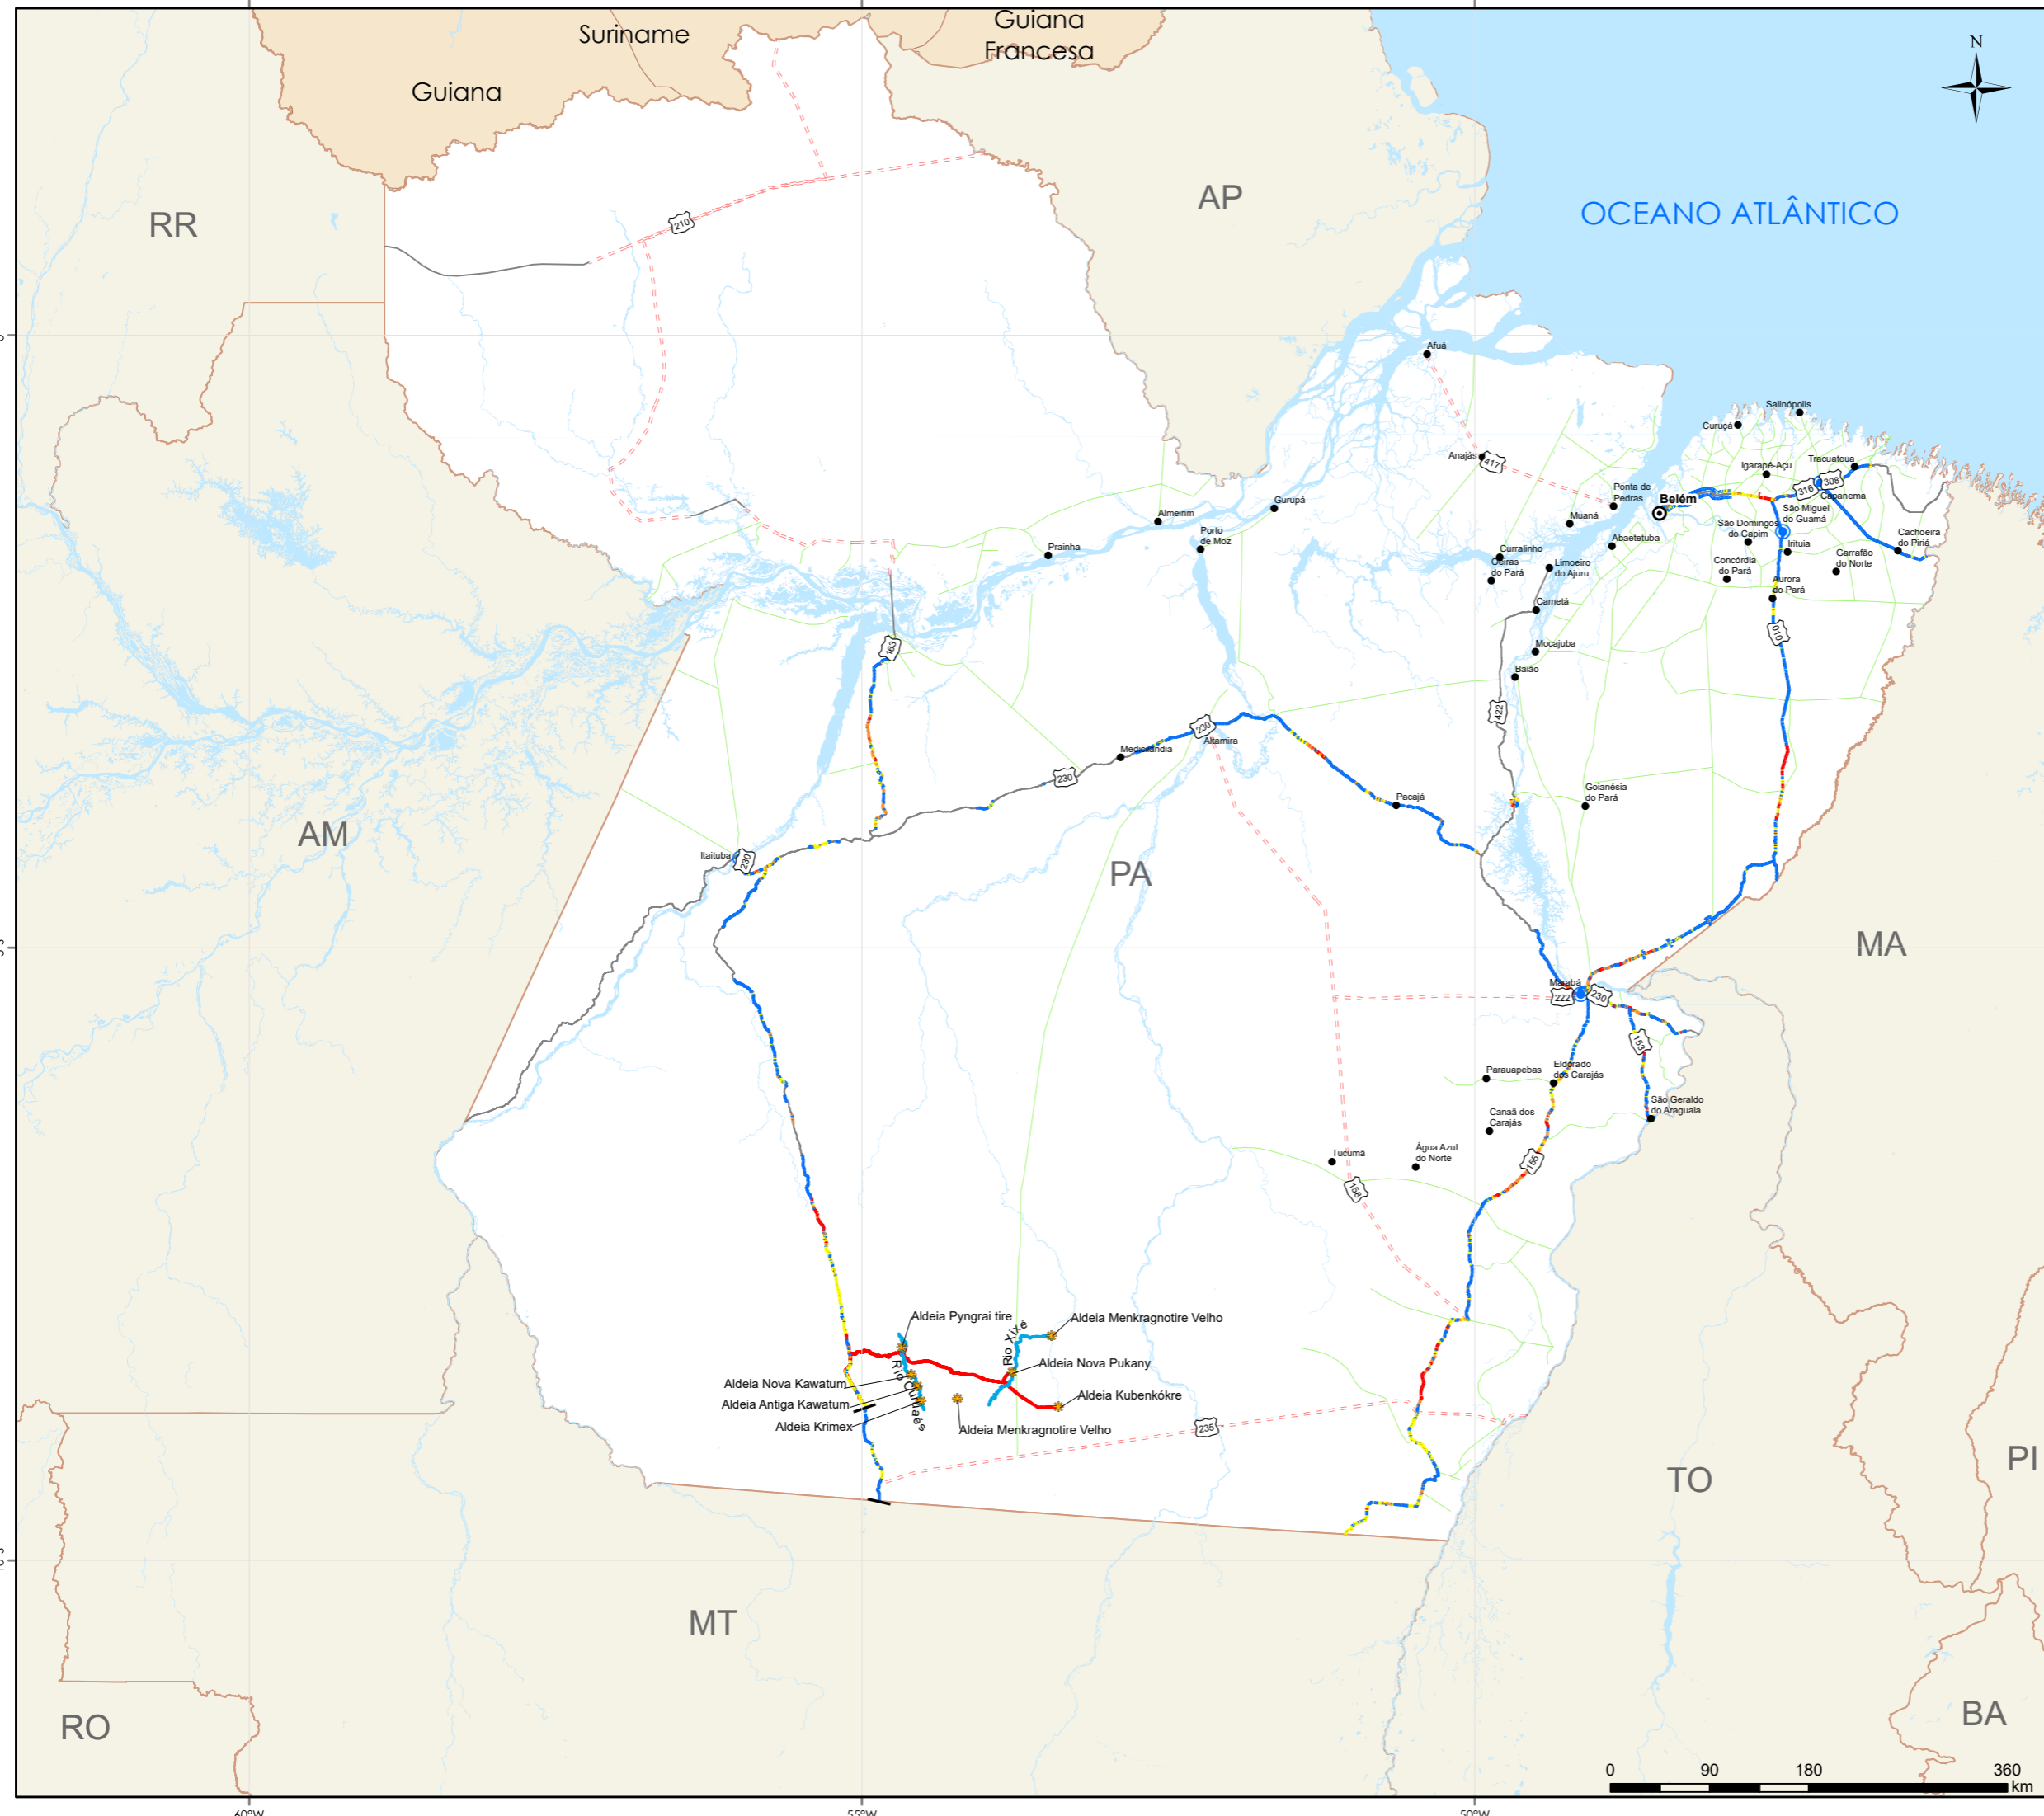 Suriname
Guiana
Francesa
Guiana
N
RR
AP
OCEANO ATLÂNTICO
210
Afuá
Salinópolis
Curuçá
Anajás
417
Igarapé-Açu
Tracuateua
316
308
Capanema
Ponta de
Pedras
Belém
Gurupá
Almeirim
Muaná
São Miguel
do Guamá
São Domingos
do Capim
Porto
de Moz
Prainha
Abaetetuba
Irituia
Cachoeira
do Piriá
Curralinho
Oeiras
do Pará
Limoeiro
do Ajuru
Concórdia
do Pará
Garrafão
do Norte
Aurora
do Pará
Cametá
010
163
Mocajuba
Baião
422
230
Altamira
Medicilândia
230
Pacajá
Goianésia
do Pará
AM
Itaituba
230
PA
MA
Marabá
222
230
153
Parauapebas
Eldorado
dos Carajás
São Geraldo
do Araguaia
Canaã dos
Carajás
Tucumã
Água Azul
do Norte
155
158
Aldeia Pyngrai tire
Rio Xixé
Aldeia Menkragnotire Velho
Aldeia Nova Pukany
Aldeia Nova Kawatum
Rio Curuaés
Aldeia Kubenkókre
Aldeia Antiga Kawatum
Aldeia Krimex
Aldeia Menkragnotire Velho
235
TO
PI
MT
RO
BA
0 90 180 360
km
60°W 55°W 50°W